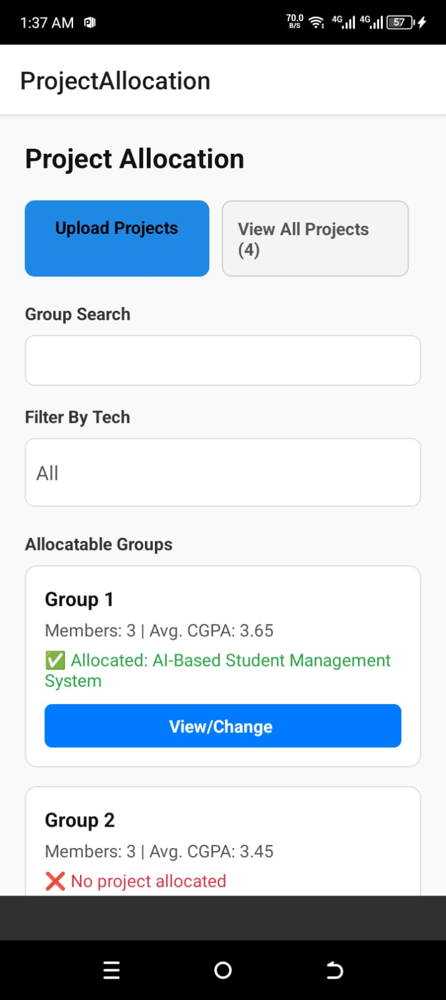 1:37 AM
70.0
B/S
4G
4G
57
ProjectAllocation
Project Allocation
Upload Projects
View All Projects
(4)
Group Search
Filter By Tech
All
Allocatable Groups
Group 1
Members: 3 | Avg. CGPA: 3.65
✅ Allocated: AI-Based Student Management
System
View/Change
Group 2
Members: 3 | Avg. CGPA: 3.45
❌ No project allocated